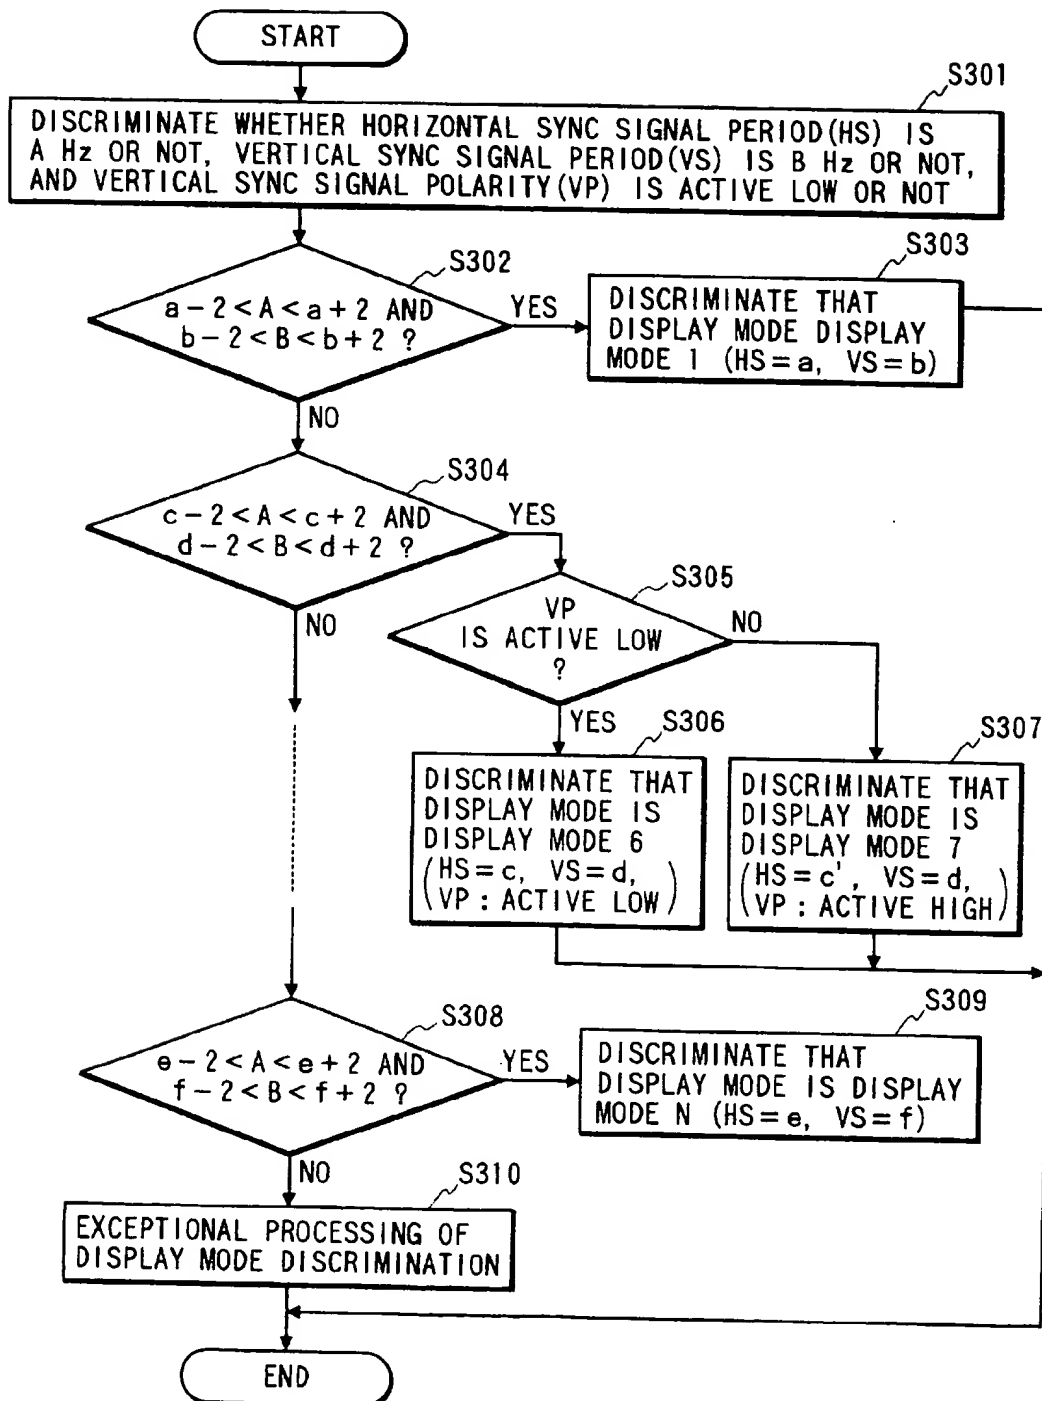 START
S301
DISCRIMINATE WHETHER HORIZONTAL SYNC SIGNAL PERIOD(HS) IS
A Hz OR NOT, VERTICAL SYNC SIGNAL PERIOD(VS) IS B Hz OR NOT,
AND VERTICAL SYNC SIGNAL POLARITY(VP) IS ACTIVE LOW OR NOT
S302
a-2<A<a+2 AND
b-2<B<b+2 ?
YES
NO
S303
DISCRIMINATE THAT
DISPLAY MODE DISPLAY
MODE 1 (HS=a, VS=b)
S304
c-2<A<c+2 AND
d-2<B<d+2 ?
YES
NO
S305
VP
IS ACTIVE LOW
?
NO
YES
S306
DISCRIMINATE THAT
DISPLAY MODE IS
DISPLAY MODE 6
(HS=c, VS=d,
VP : ACTIVE LOW)
S307
DISCRIMINATE THAT
DISPLAY MODE IS
DISPLAY MODE 7
(HS=c', VS=d,
VP : ACTIVE HIGH)
S308
e-2<A<e+2 AND
f-2<B<f+2 ?
YES
NO
S309
DISCRIMINATE THAT
DISPLAY MODE IS DISPLAY
MODE N (HS=e, VS=f)
S310
EXCEPTIONAL PROCESSING OF
DISPLAY MODE DISCRIMINATION
END